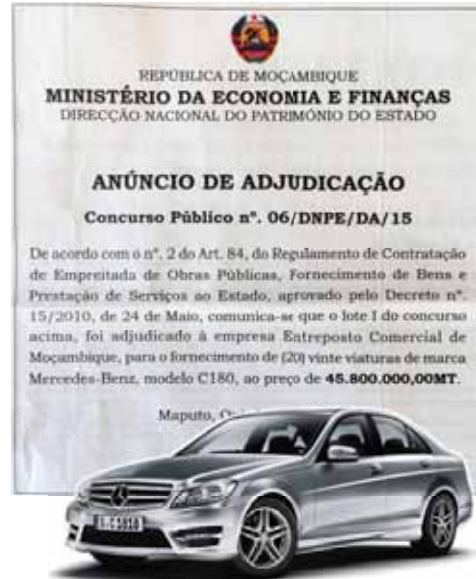 REPÚBLICA DE MOÇAMBIQUE
MINISTÉRIO DA ECONOMIA E FINANÇAS
DIRECÇÃO NACIONAL DO PATRIMÓNIO DO ESTADO
ANÚNCIO DE ADJUDICAÇÃO
Concurso Público nº. 06/DNPE/DA/15
De acordo com o nº. 2 do Art. 84, do Regulamento de Contratação
de Empreitada de Obras Públicas, Fornecimento de Bens e
Prestação de Serviços ao Estado, aprovado pelo Decreto nº.
15/2010, de 24 de Maio, comunica-se que o lote I do concurso
acima, foi adjudicado à empresa Entreposto Comercial de
Moçambique, para o fornecimento de (20) vinte viaturas de marca
Mercedes-Benz, modelo C180, ao preço de 45.800.000,00MT.
Maputo,